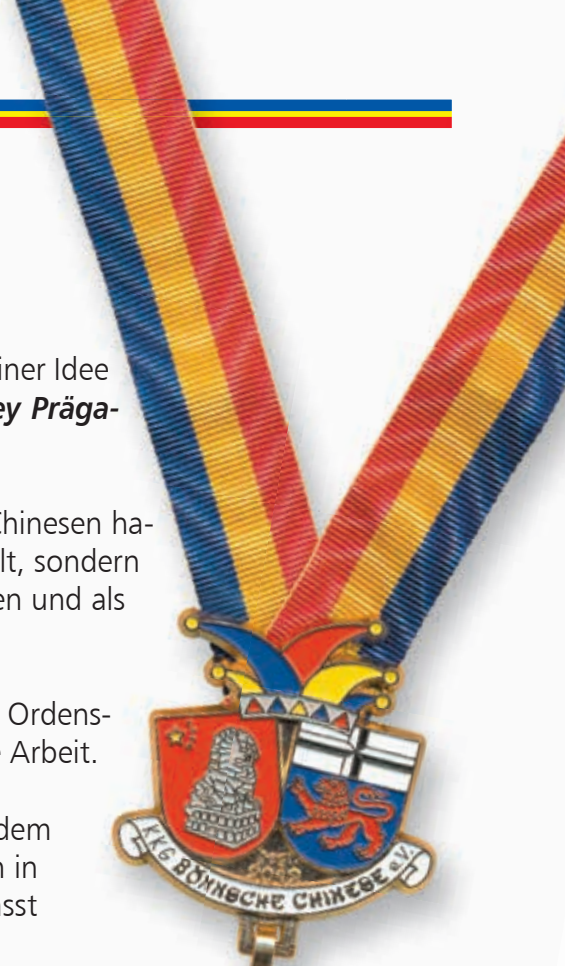 iner Idee
ey Präga-
Chinesen ha-
lt, sondern
en und als
Ordens-
e Arbeit.
dem
n in
sst
KKG BÖNNSCHE CHINESE e.V.